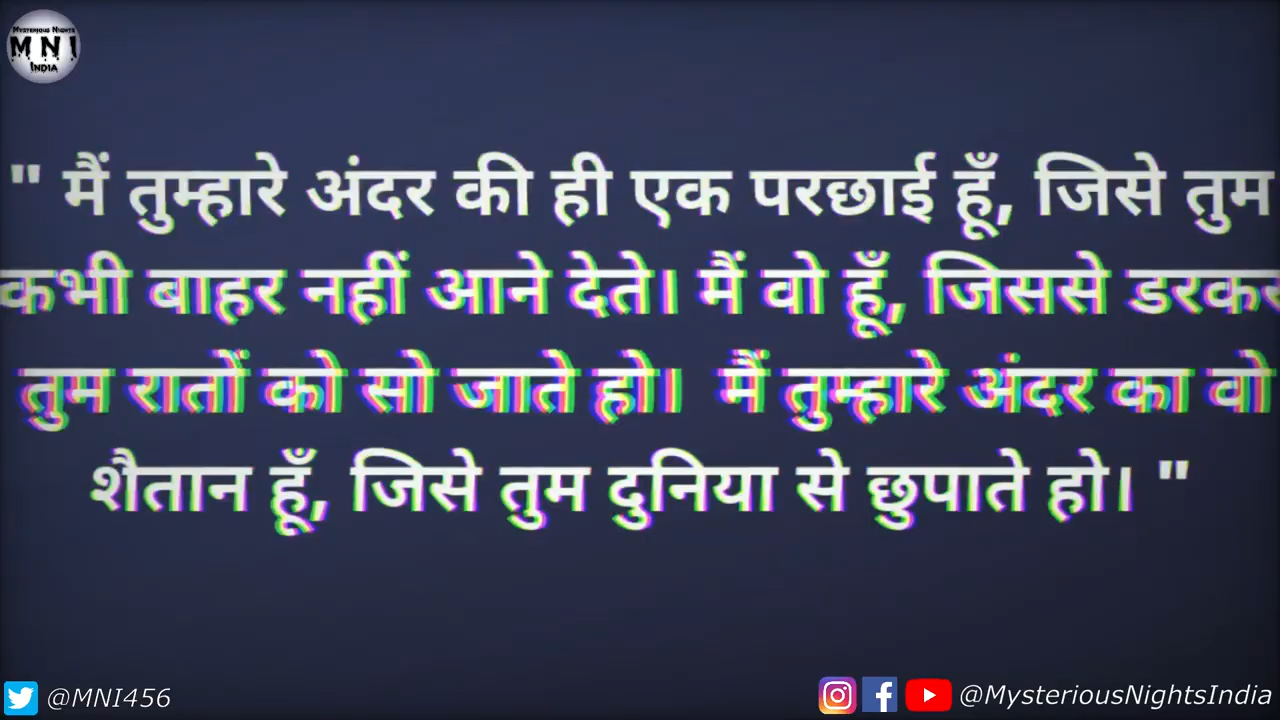 Mysterious Nights
M N I
India
" मैं तुम्हारे अंदर की ही एक परछाई हूँ, जिसे तुम
कभी बाहर नहीं आने देते। मैं वो हूँ, जिससे डरकर
तुम रातों को सो जाते हो। मैं तुम्हारे अंदर का वो
शैतान हूँ, जिसे तुम दुनिया से छुपाते हो। "
@MNI456
@MysteriousNightsIndia